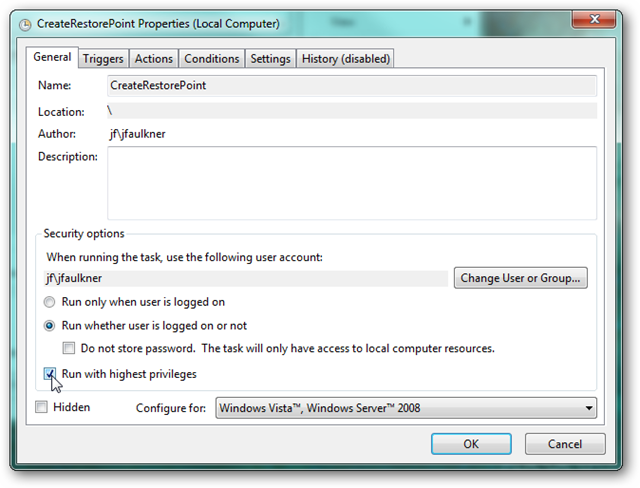 CreateRestorePoint Properties (Local Computer)
General Triggers Actions Conditions Settings History (disabled)
Name: CreateRestorePoint
Location: \
Author: jf\jfaulkner
Description:
Security options
When running the task, use the following user account:
jf\jfaulkner Change User or Group...
Run only when user is logged on
Run whether user is logged on or not
Do not store password. The task will only have access to local computer resources.
Run with highest privileges
Hidden Configure for: Windows Vista™, Windows Server™ 2008
OK Cancel